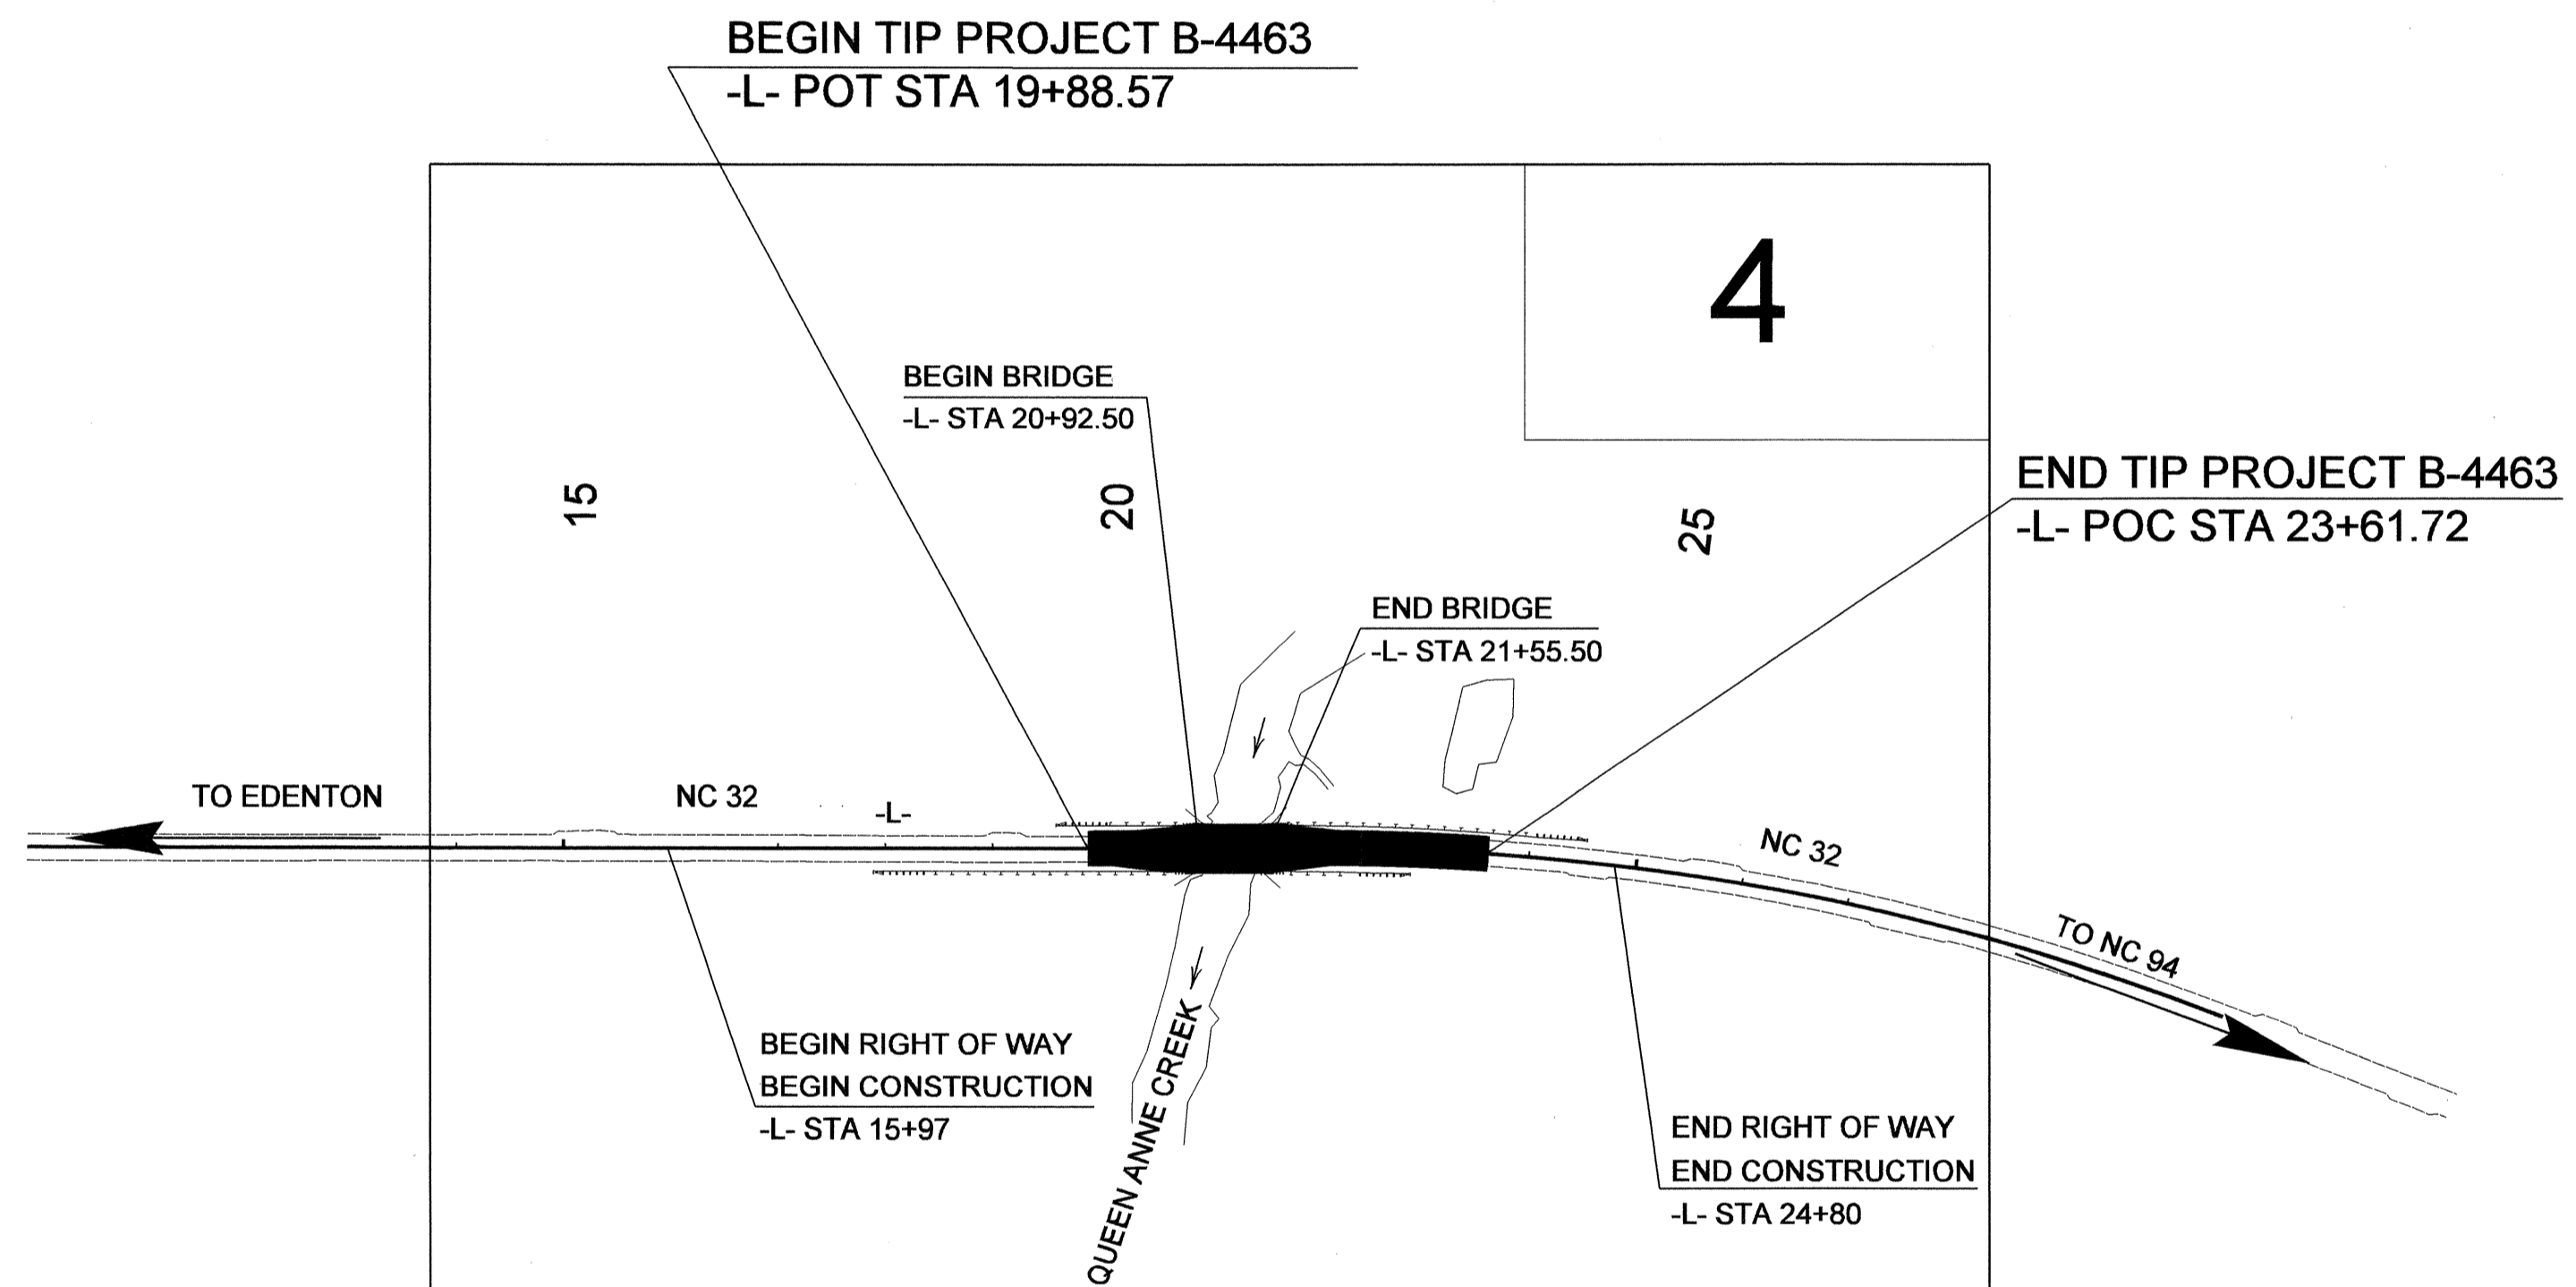 BEGIN TIP PROJECT B-4463
-L- POT STA 19+88.57
4
BEGIN BRIDGE
-L- STA 20+92.50
END TIP PROJECT B-4463
-L- POC STA 23+61.72
15
20
25
END BRIDGE
-L- STA 21+55.50
TO EDENTON
NC 32
-L-
NC 32
TO NC 94
BEGIN RIGHT OF WAY
BEGIN CONSTRUCTION
-L- STA 15+97
QUEEN ANNE CREEK
END RIGHT OF WAY
END CONSTRUCTION
-L- STA 24+80